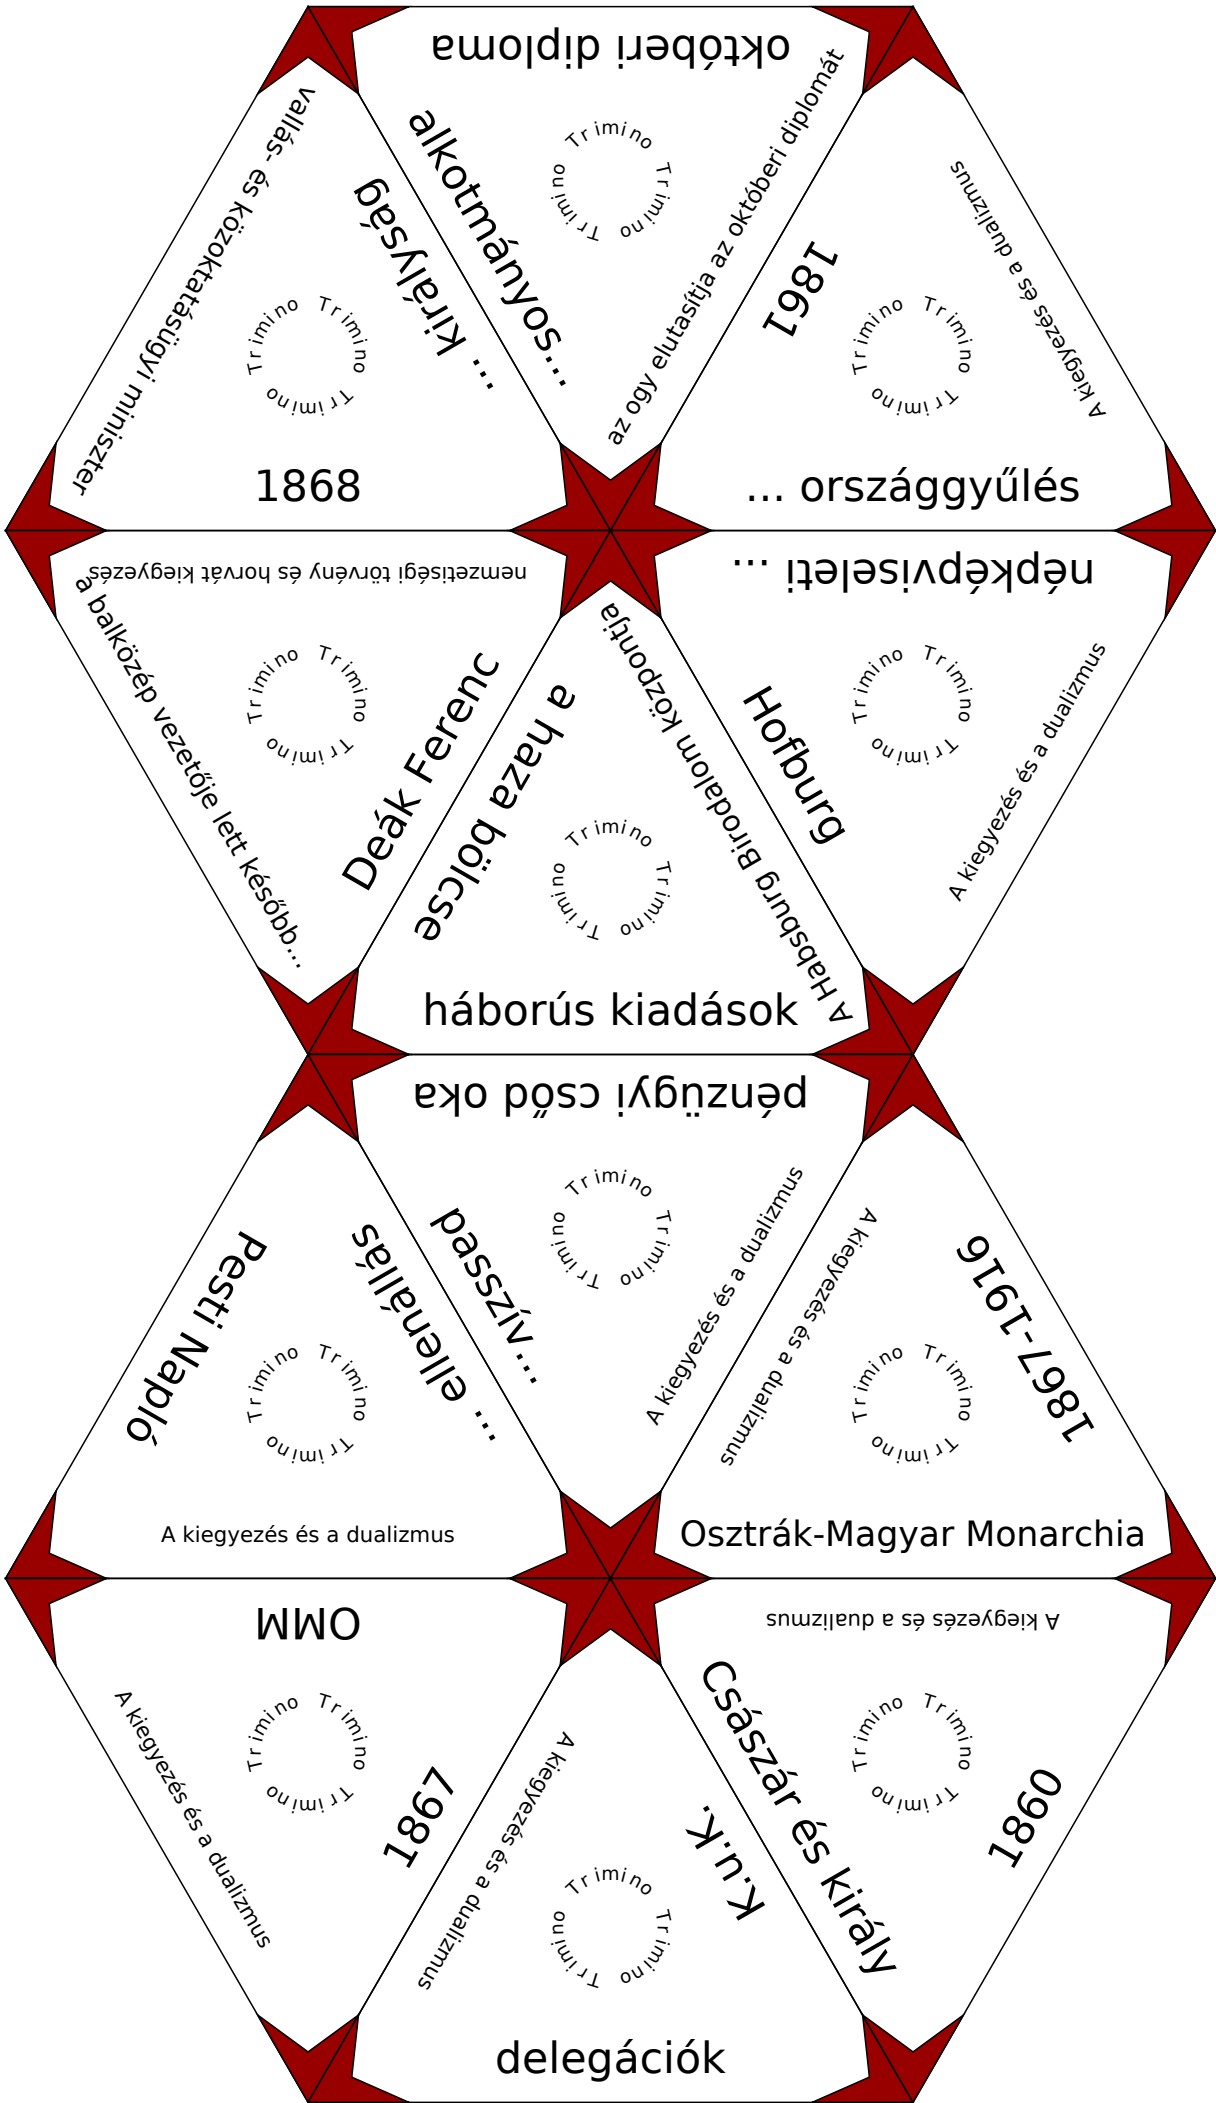 októberi diploma
alkotmányos...
az ogy elutasítja az októberi diplomát
Trimino Trimino Trimino
vallás- és közoktatásügyi miniszter
... királyság
1868
Trimino Trimino Trimino
1861
A kiegyezés és a dualizmus
... országgyűlés
Trimino Trimino Trimino
nemzetiségi törvény és horvát kiegyezés
a balközép vezetője lett később...
Deák Ferenc
Trimino Trimino Trimino
a haza bölcse
A Habsburg Birodalom központja
háborús kiadások
Trimino Trimino Trimino
népképviseleti ...
Hofburg
A kiegyezés és a dualizmus
Trimino Trimino Trimino
pénzügyi csőd oka
passzív...
A kiegyezés és a dualizmus
Trimino Trimino Trimino
Pesti Napló
... ellenállás
A kiegyezés és a dualizmus
Trimino Trimino Trimino
A kiegyezés és a dualizmus
1867-1916
Osztrák-Magyar Monarchia
Trimino Trimino Trimino
OMM
A kiegyezés és a dualizmus
1867
Trimino Trimino Trimino
A kiegyezés és a dualizmus
K.u.K.
delegációk
Trimino Trimino Trimino
A kiegyezés és a dualizmus
Császár és király
1860
Trimino Trimino Trimino